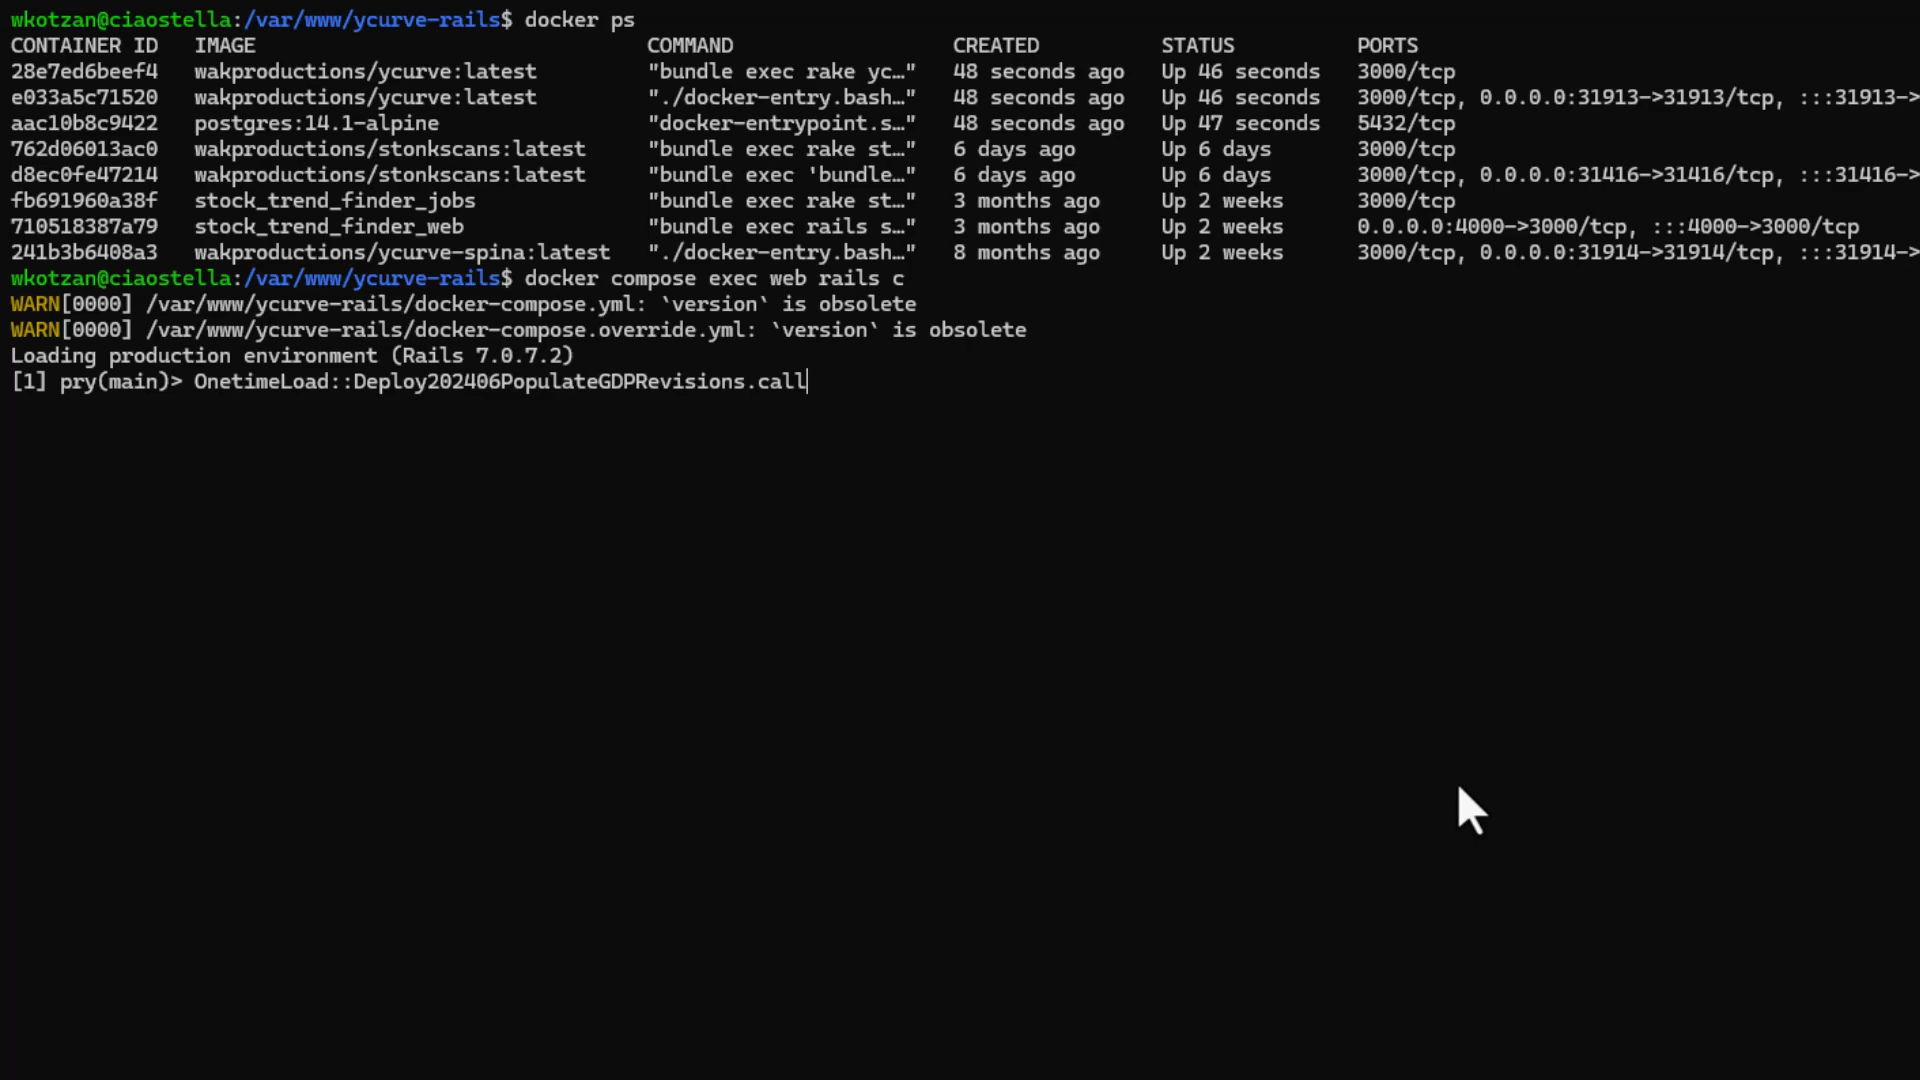 wkotzan@ciaostella:/var/www/ycurve-rails$ docker ps
CONTAINER ID   IMAGE                                COMMAND                  CREATED          STATUS          PORTS
28e7ed6beef4   wakproductions/ycurve:latest         "bundle exec rake yc…"   48 seconds ago   Up 46 seconds   3000/tcp
e033a5c71520   wakproductions/ycurve:latest         "./docker-entry.bash…"   48 seconds ago   Up 46 seconds   3000/tcp, 0.0.0.0:31913->31913/tcp, :::31913->
aac10b8c9422   postgres:14.1-alpine                 "docker-entrypoint.s…"   48 seconds ago   Up 47 seconds   5432/tcp
762d06013ac0   wakproductions/stonkscans:latest     "bundle exec rake st…"   6 days ago       Up 6 days       3000/tcp
d8ec0fe47214   wakproductions/stonkscans:latest     "bundle exec 'bundle…"   6 days ago       Up 6 days       3000/tcp, 0.0.0.0:31416->31416/tcp, :::31416->
fb691960a38f   stock_trend_finder_jobs              "bundle exec rake st…"   3 months ago     Up 2 weeks      3000/tcp
710518387a79   stock_trend_finder_web               "bundle exec rails s…"   3 months ago     Up 2 weeks      0.0.0.0:4000->3000/tcp, :::4000->3000/tcp
241b3b6408a3   wakproductions/ycurve-spina:latest   "./docker-entry.bash…"   8 months ago     Up 2 weeks      3000/tcp, 0.0.0.0:31914->31914/tcp, :::31914->
wkotzan@ciaostella:/var/www/ycurve-rails$ docker compose exec web rails c
WARN[0000] /var/www/ycurve-rails/docker-compose.yml: `version` is obsolete
WARN[0000] /var/www/ycurve-rails/docker-compose.override.yml: `version` is obsolete
Loading production environment (Rails 7.0.7.2)
[1] pry(main)> OnetimeLoad::Deploy202406PopulateGDPRevisions.call